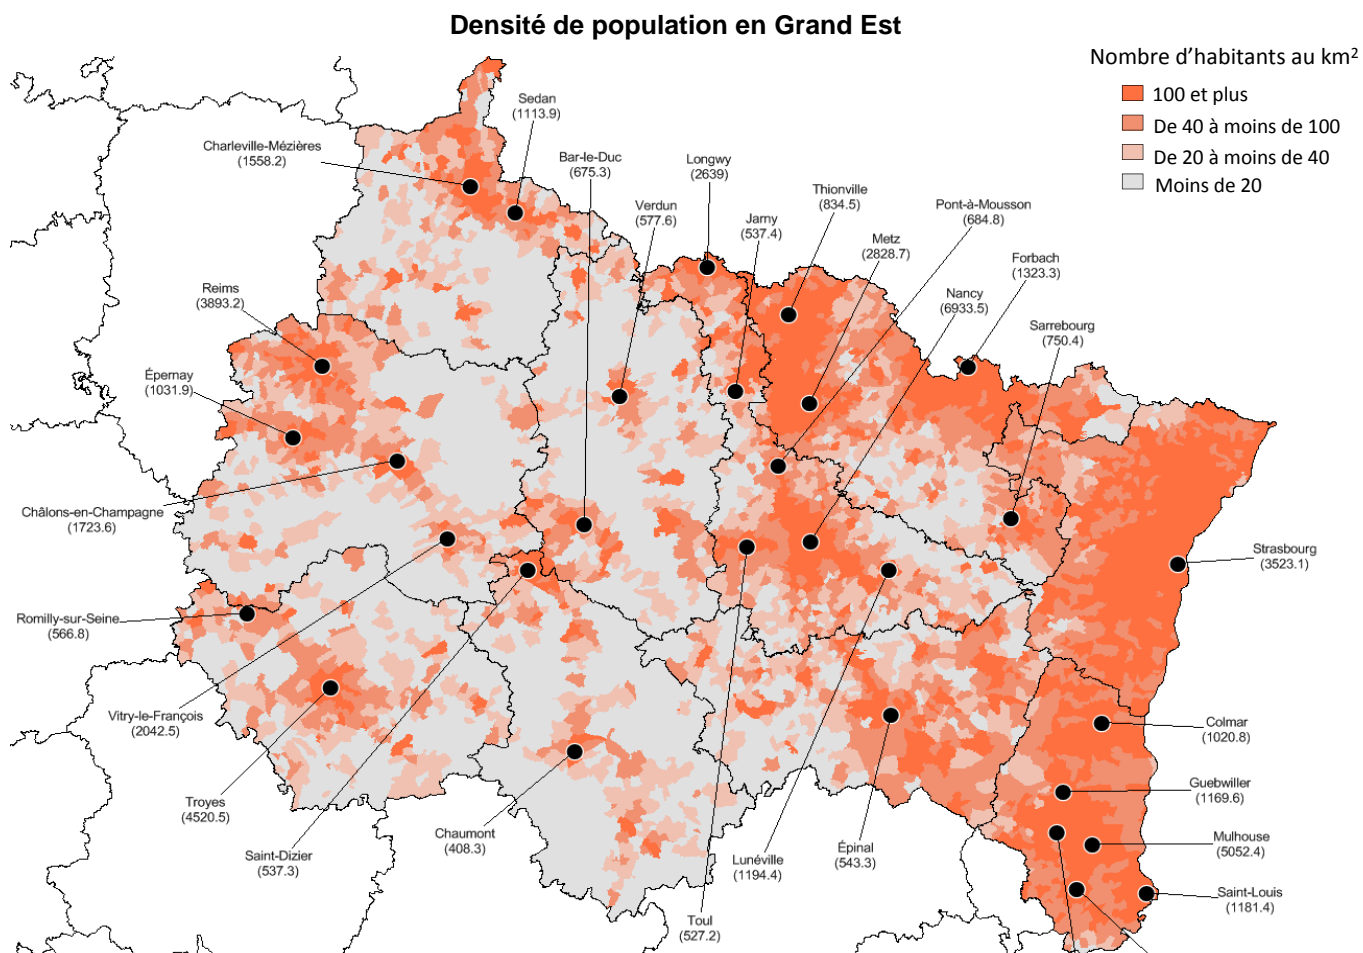 Densité de population en Grand Est
Nombre d’habitants au km²
100 et plus
De 40 à moins de 100
De 20 à moins de 40
Moins de 20
Sedan
(1113.9)
Charleville-Mézières
(1558.2)
Bar-le-Duc
(675.3)
Longwy
(2639)
Thionville
(834.5)
Verdun
(577.6)
Jarny
(537.4)
Pont-à-Mousson
(684.8)
Metz
(2828.7)
Forbach
(1323.3)
Reims
(3893.2)
Nancy
(6933.5)
Sarrebourg
(750.4)
Épernay
(1031.9)
Châlons-en-Champagne
(1723.6)
Strasbourg
(3523.1)
Romilly-sur-Seine
(566.8)
Vitry-le-François
(2042.5)
Colmar
(1020.8)
Guebwiller
(1169.6)
Troyes
(4520.5)
Chaumont
(408.3)
Mulhouse
(5052.4)
Saint-Dizier
(537.3)
Lunéville
(1194.4)
Épinal
(543.3)
Saint-Louis
(1181.4)
Toul
(527.2)